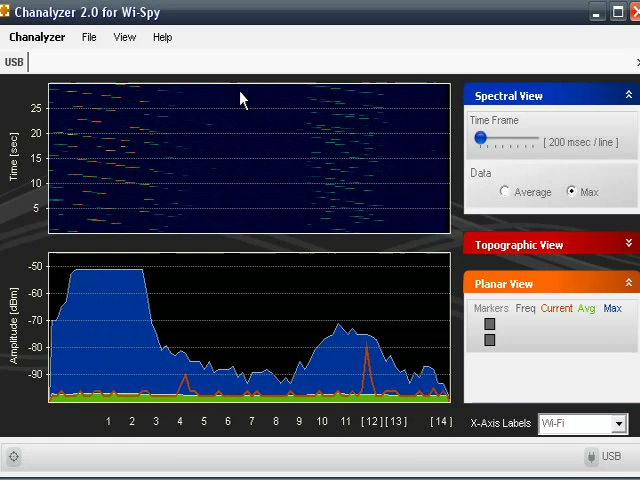 Chanalyzer 2.0 for Wi-Spy
Chanalyzer File View Help
USB
Time [sec]
25
20
15
10
5
Amplitude [dBm]
-50
-60
-70
-80
-90
1 2 3 4 5 6 7 8 9 10 11 [ 12 ] [ 13 ] [ 14 ]
Spectral View
Time Frame
[ 200 msec / line ]
Data
Average Max
Topographic View
Planar View
Markers Freq Current Avg Max
X-Axis Labels Wi-Fi
USB